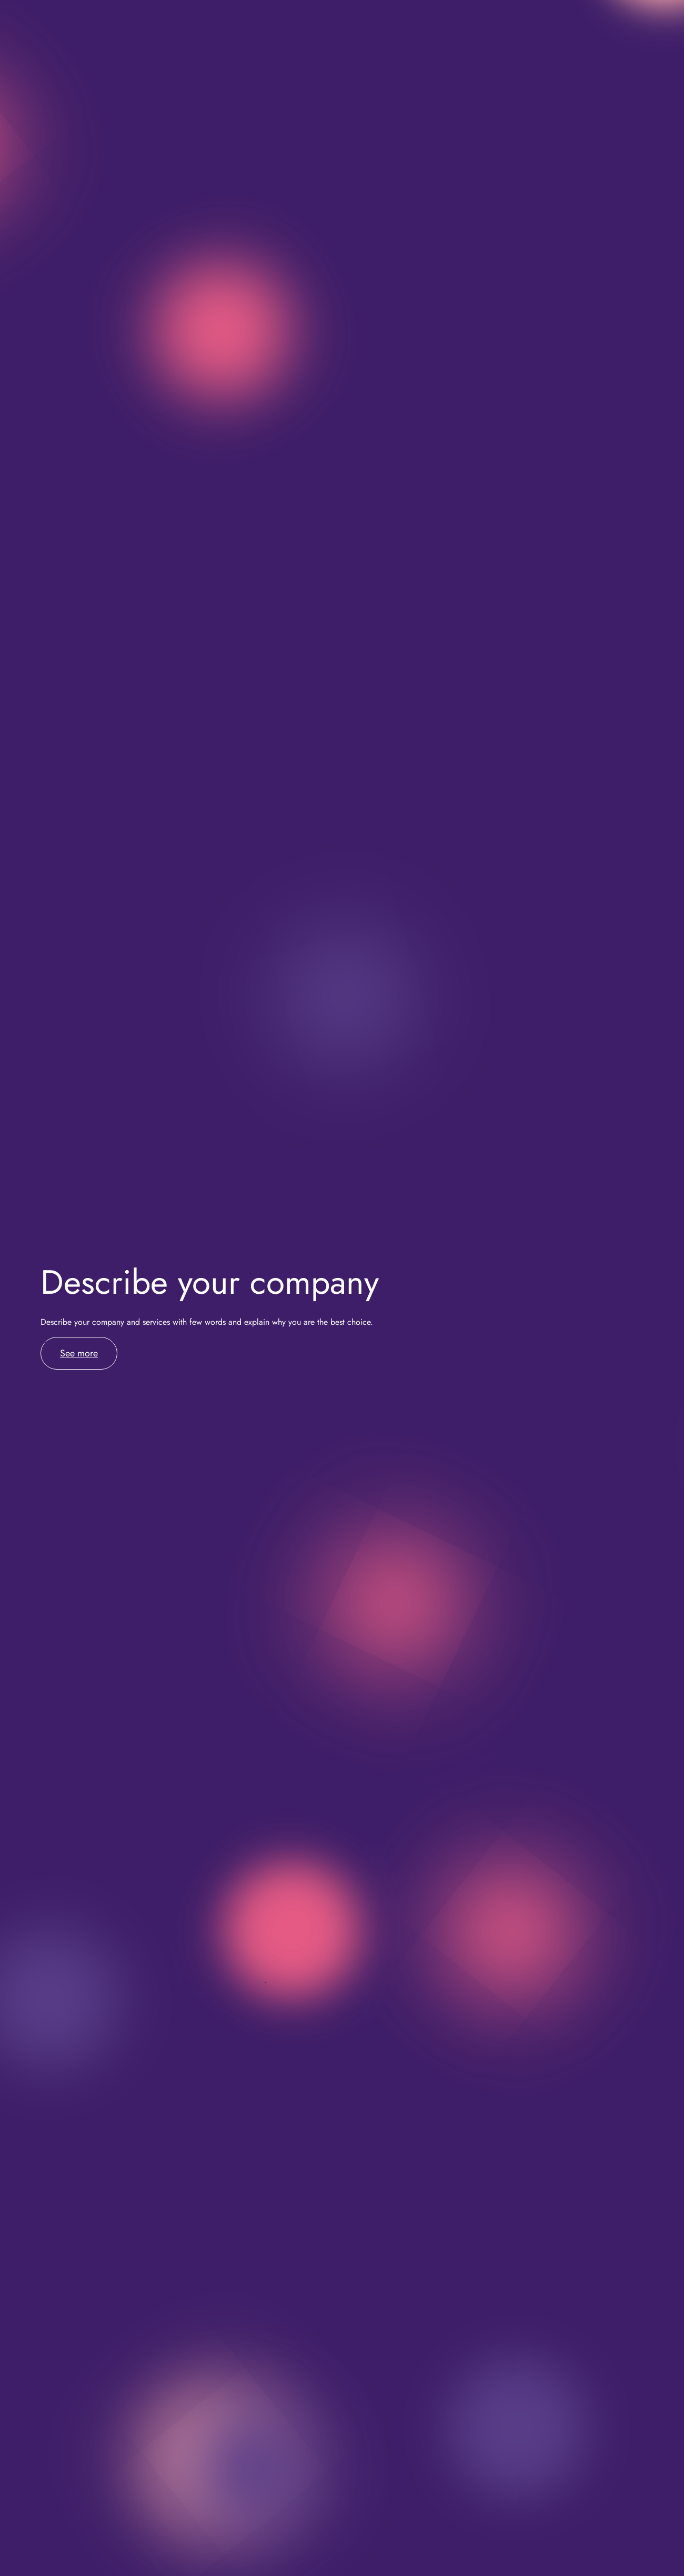 Describe your company
Describe your company and services with few words and explain why you are the best choice.
See more